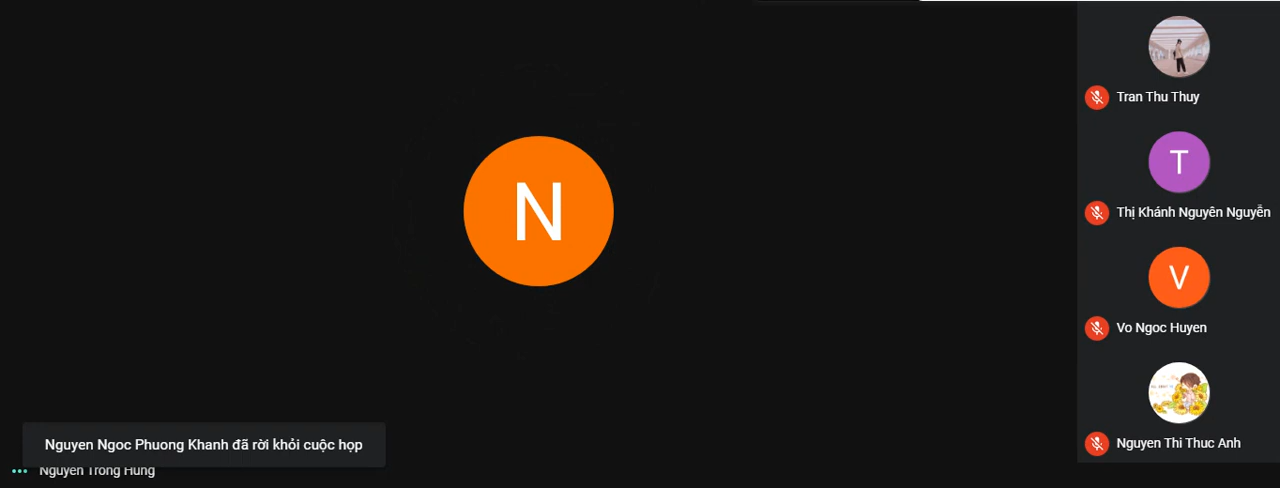 N
Tran Thu Thuy
T
Thị Khánh Nguyên Nguyễn
V
Vo Ngoc Huyen
Nguyen Thi Thuc Anh
Nguyen Ngoc Phuong Khanh đã rời khỏi cuộc họp
Nguyen Trong Hung